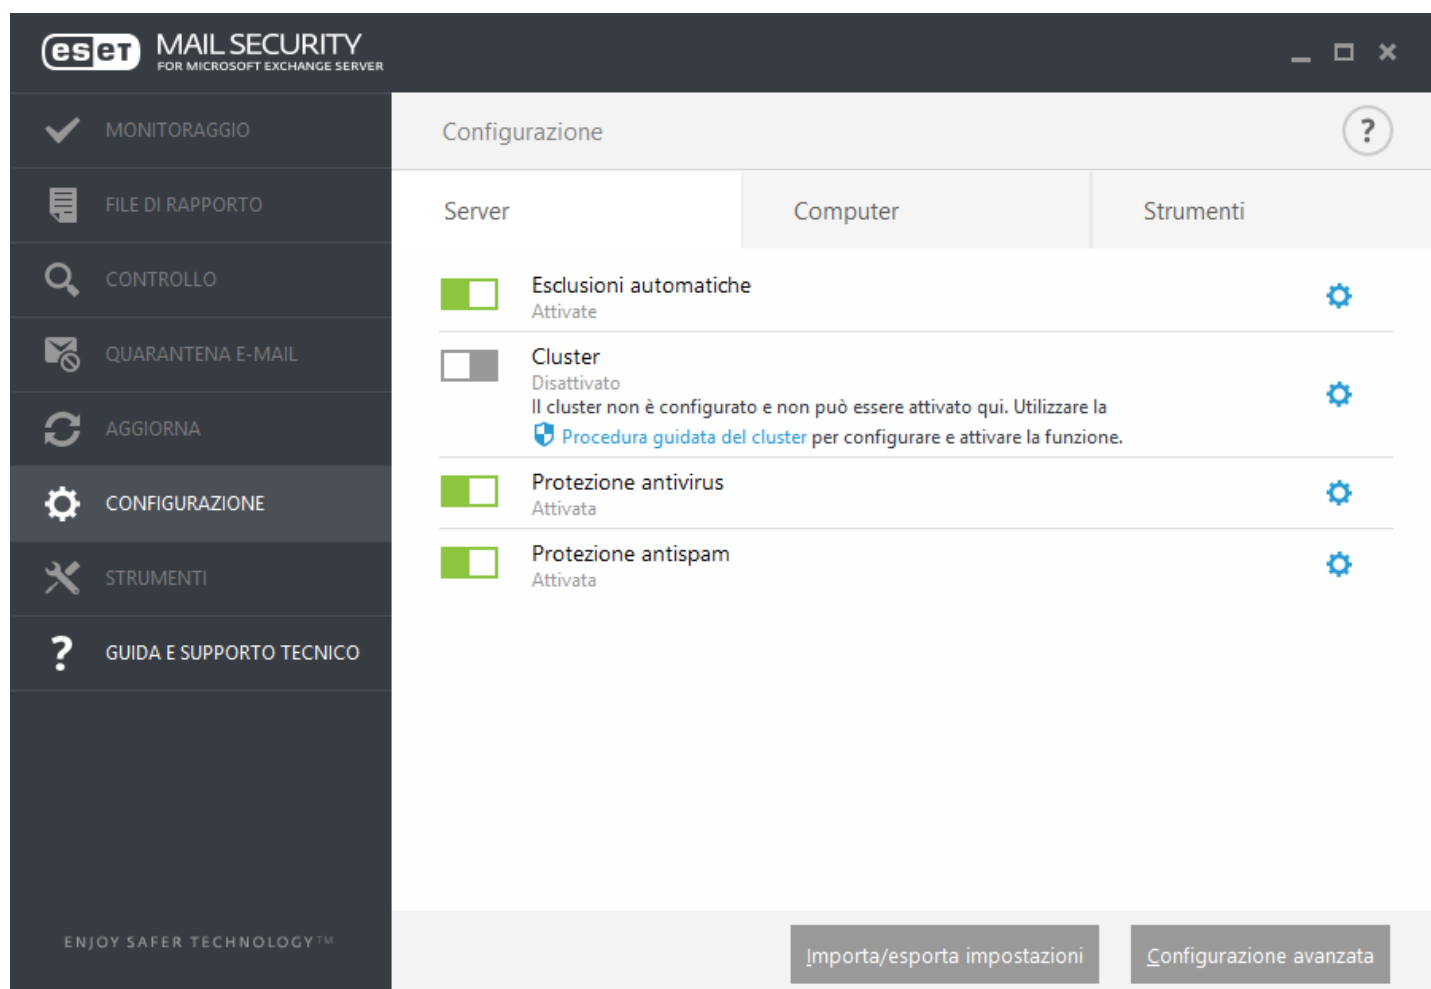 eset MAIL SECURITY
FOR MICROSOFT EXCHANGE SERVER
MONITORAGGIO
FILE DI RAPPORTO
CONTROLLO
QUARANTENA E-MAIL
AGGIORNA
CONFIGURAZIONE
STRUMENTI
GUIDA E SUPPORTO TECNICO
ENJOY SAFER TECHNOLOGY™
Configurazione
?
Server
Computer
Strumenti
Esclusioni automatiche
Attivate
Cluster
Disattivato
Il cluster non è configurato e non può essere attivato qui. Utilizzare la
Procedura guidata del cluster per configurare e attivare la funzione.
Protezione antivirus
Attivata
Protezione antispam
Attivata
Importa/esporta impostazioni
Configurazione avanzata